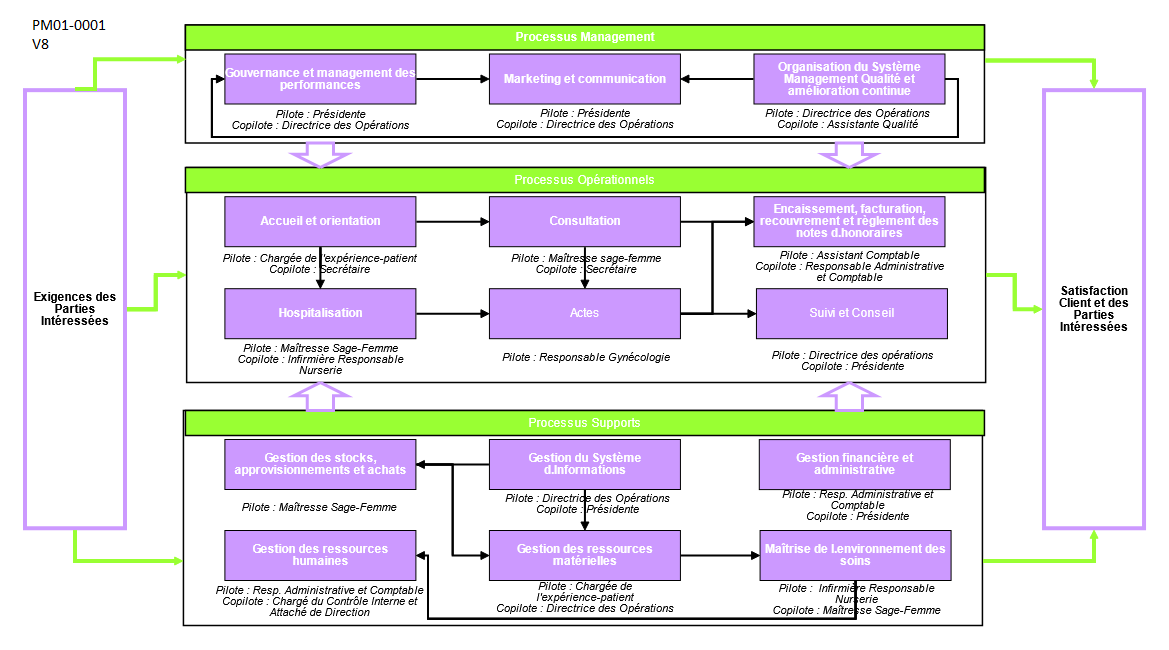 PM01-0001
V8
Processus Management
Gouvernance et management des
performances
Pilote : Présidente
Copilote : Directrice des Opérations
Marketing et communication
Pilote : Présidente
Copilote : Directrice des Opérations
Organisation du Système
Management Qualité et
amélioration continue
Pilote : Directrice des Opérations
Copilote : Assistante Qualité
Exigences des
Parties
Intéressées
Processus Opérationnels
Accueil et orientation
Pilote : Chargée de l'expérience-patient
Copilote : Secrétaire
Consultation
Pilote : Maîtresse sage-femme
Copilote : Secrétaire
Encaissement, facturation,
recouvrement et règlement des
notes d.honoraires
Pilote : Assistant Comptable
Copilote : Responsable Administrative
et Comptable
Hospitalisation
Pilote : Maîtresse Sage-Femme
Copilote : Infirmière Responsable
Nurserie
Actes
Pilote : Responsable Gynécologie
Suivi et Conseil
Pilote : Directrice des opérations
Copilote : Présidente
Satisfaction
Client et des
Parties
Intéressées
Processus Supports
Gestion des stocks,
approvisionnements et achats
Pilote : Maîtresse Sage-Femme
Gestion du Système
d.Informations
Pilote : Directrice des Opérations
Copilote : Présidente
Gestion financière et
administrative
Pilote : Resp. Administrative et
Comptable
Copilote : Présidente
Gestion des ressources
humaines
Pilote : Resp. Administrative et Comptable
Copilote : Chargé du Contrôle Interne et
Attaché de Direction
Gestion des ressources
matérielles
Pilote : Chargée de
l'expérience-patient
Copilote : Directrice des Opérations
Maîtrise de l.environnement des
soins
Pilote : Infirmière Responsable
Nurserie
Copilote : Maîtresse Sage-Femme